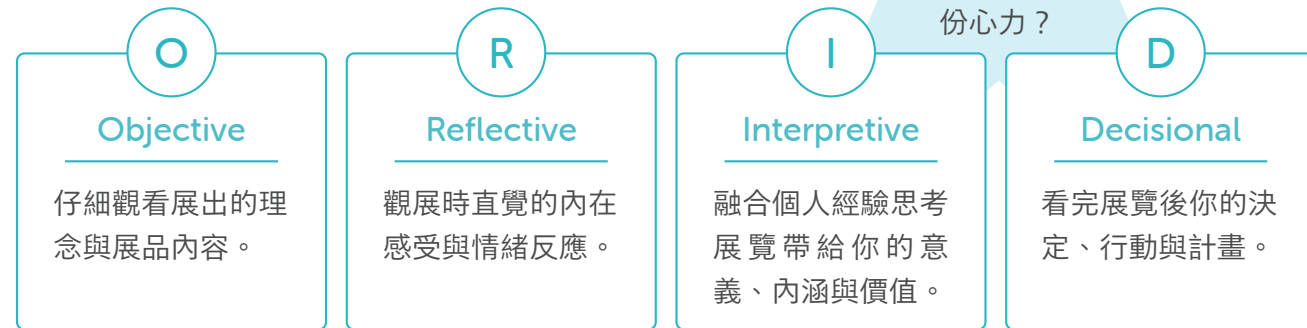 份心力？
O
Objective
仔細觀看展出的理
念與展品內容。
R
Reflective
觀展時直覺的內在
感受與情緒反應。
I
Interpretive
融合個人經驗思考
展覽帶給你的意
義、內涵與價值。
D
Decisional
看完展覽後你的決
定、行動與計畫。